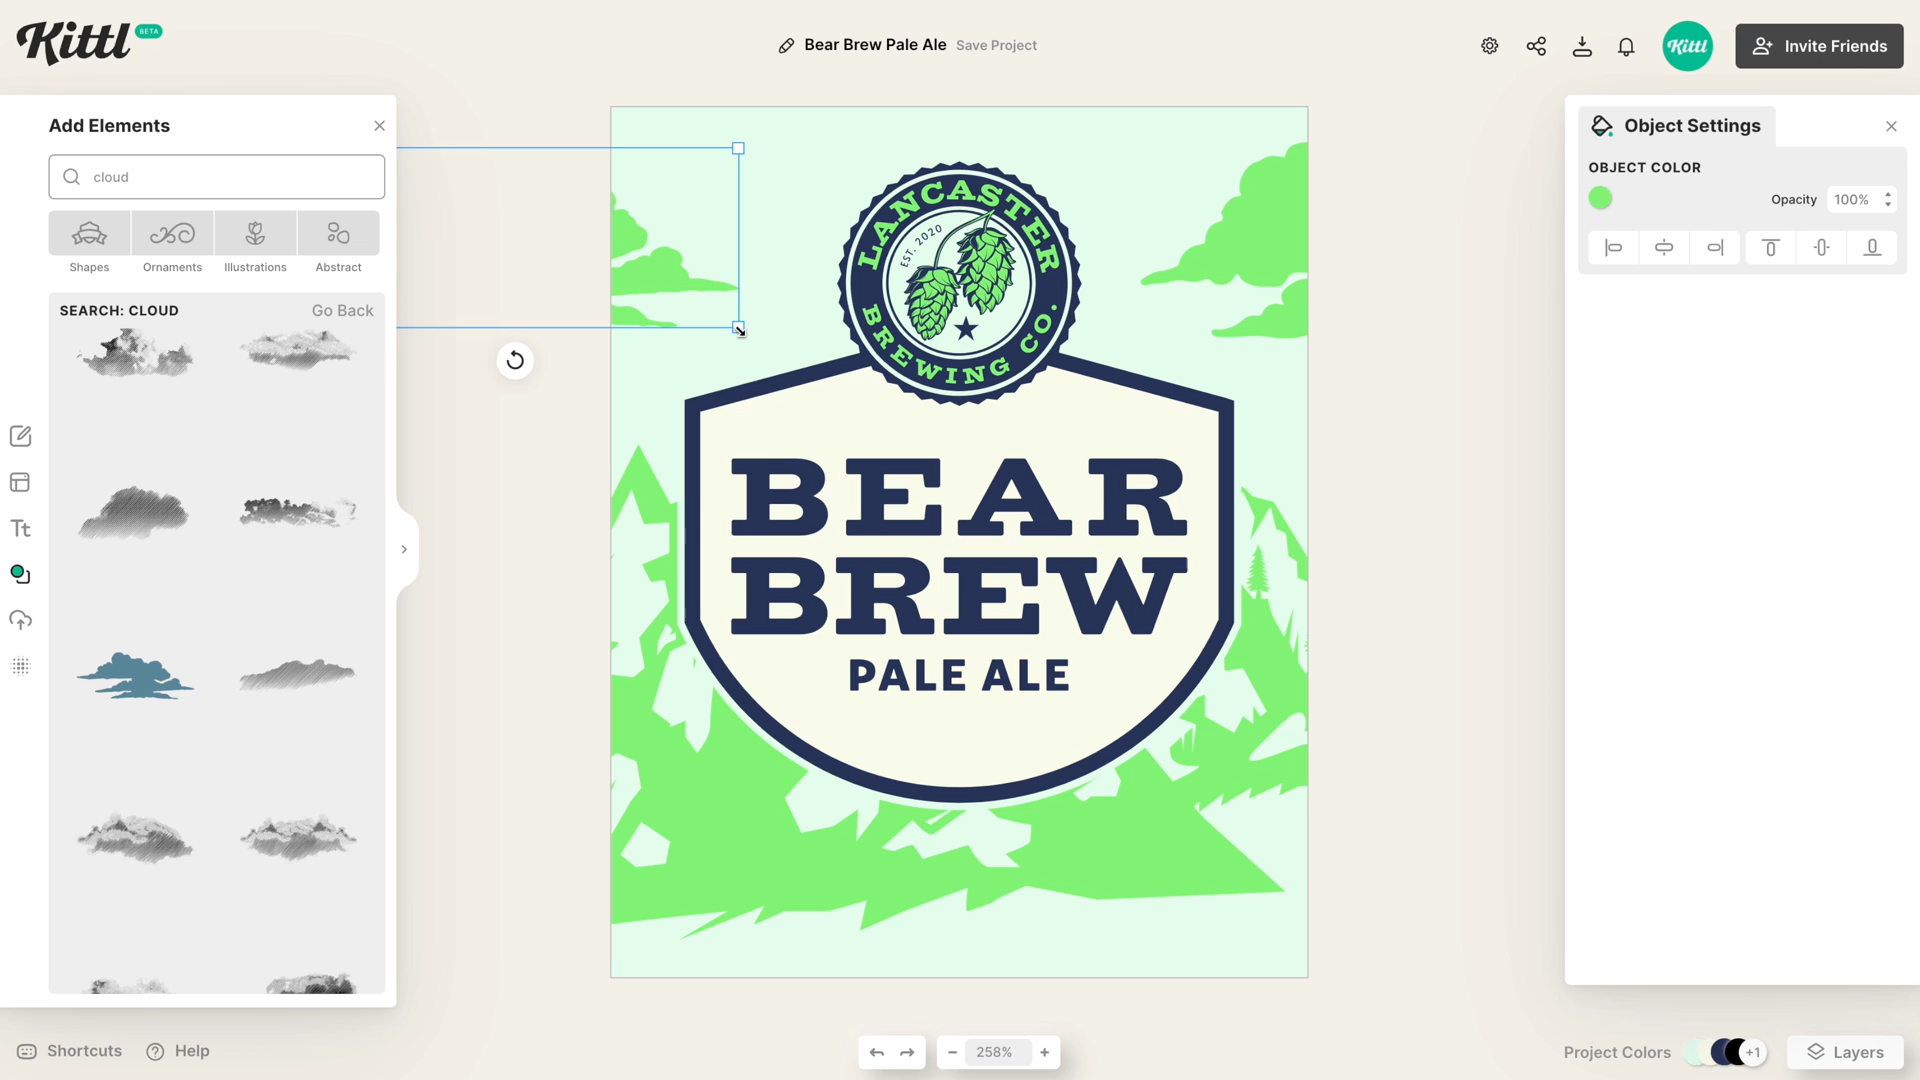 Kittl BETA
Bear Brew Pale Ale Save Project
Kittl
Invite Friends
Add Elements
cloud
Shapes Ornaments Illustrations Abstract
SEARCH: CLOUD Go Back
Tt
LANCASTER
EST. 2020
BREWING CO.
BEAR
BREW
PALE ALE
Object Settings
OBJECT COLOR
Opacity 100%
Shortcuts Help
258%
Project Colors +1 Layers